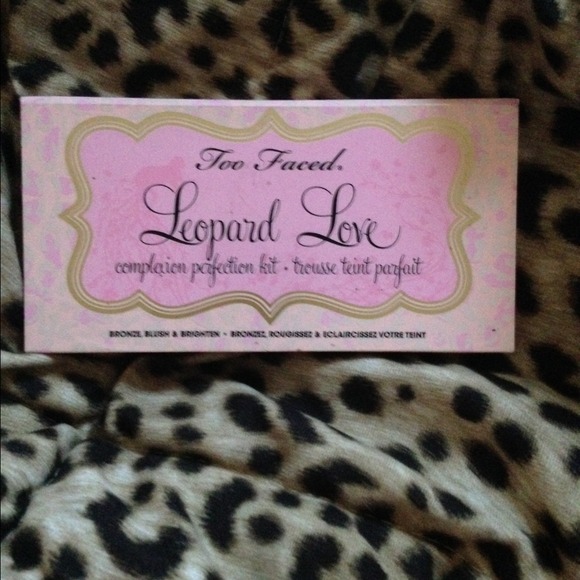 Too Faced.
Leopard Love
complexion perfection kit • trousse teint parfait
BRONZE, BLUSH & BRIGHTEN • BRONZEZ, ROUGISSEZ & ECLAIRCISSEZ VOTRE TEINT